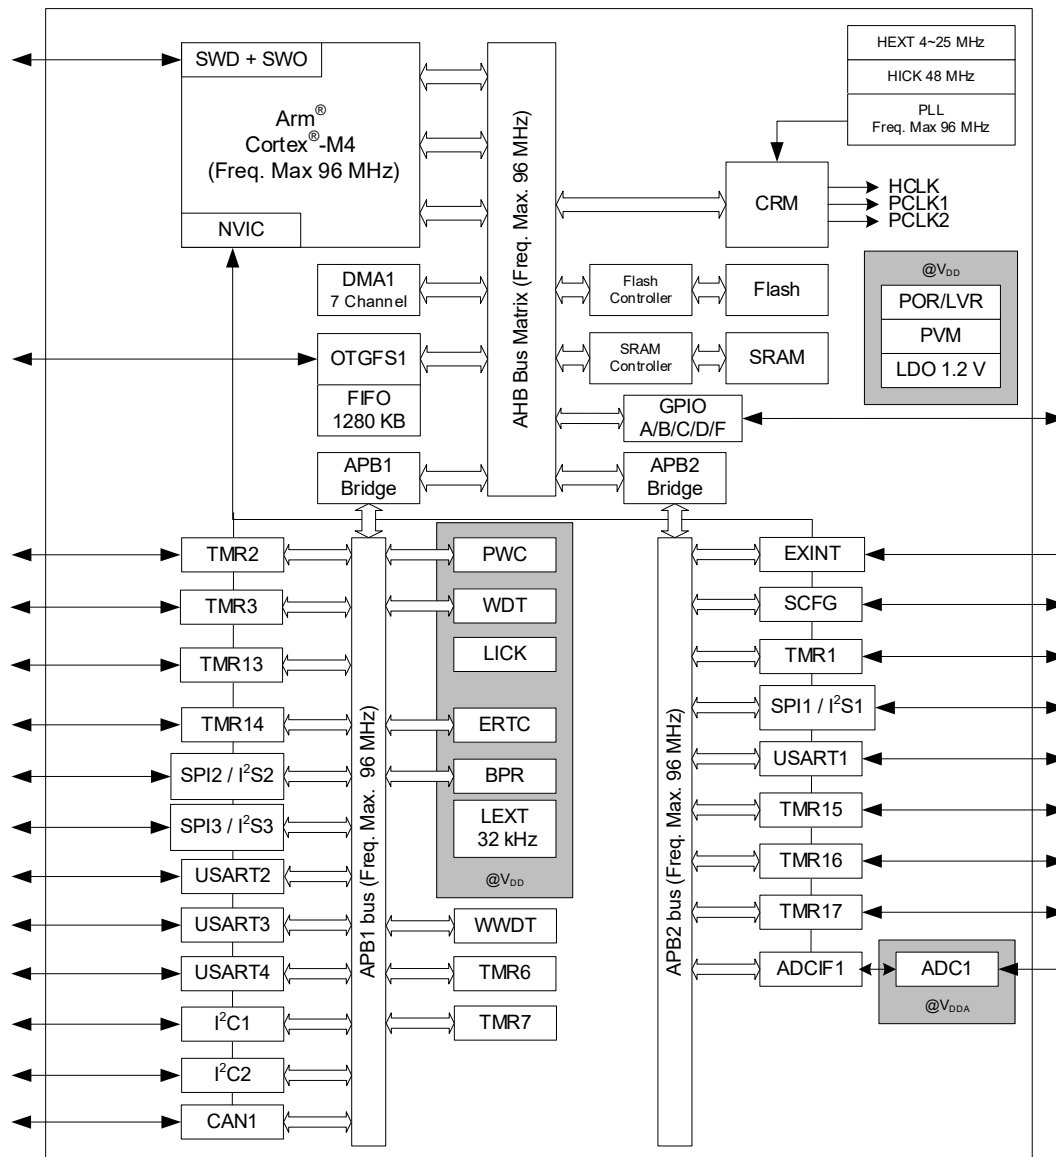 SWD + SWO
Arm®
Cortex®-M4
(Freq. Max 96 MHz)
NVIC
AHB Bus Matrix (Freq. Max. 96 MHz)
HEXT 4~25 MHz
HICK 48 MHz
PLL
Freq. Max 96 MHz
CRM
HCLK
PCLK1
PCLK2
DMA1
7 Channel
Flash
Controller
Flash
@VDD
POR/LVR
PVM
LDO 1.2 V
OTGFS1
FIFO
1280 KB
SRAM
Controller
SRAM
GPIO
A/B/C/D/F
APB1
Bridge
APB2
Bridge
TMR2
TMR3
TMR13
TMR14
SPI2 / I²S2
SPI3 / I²S3
USART2
USART3
USART4
I²C1
I²C2
CAN1
APB1 bus (Freq. Max. 96 MHz)
PWC
WDT
LICK
ERTC
BPR
LEXT
32 kHz
@VDD
WWDT
TMR6
TMR7
APB2 bus (Freq. Max. 96 MHz)
EXINT
SCFG
TMR1
SPI1 / I²S1
USART1
TMR15
TMR16
TMR17
ADCIF1
ADC1
@VDDA